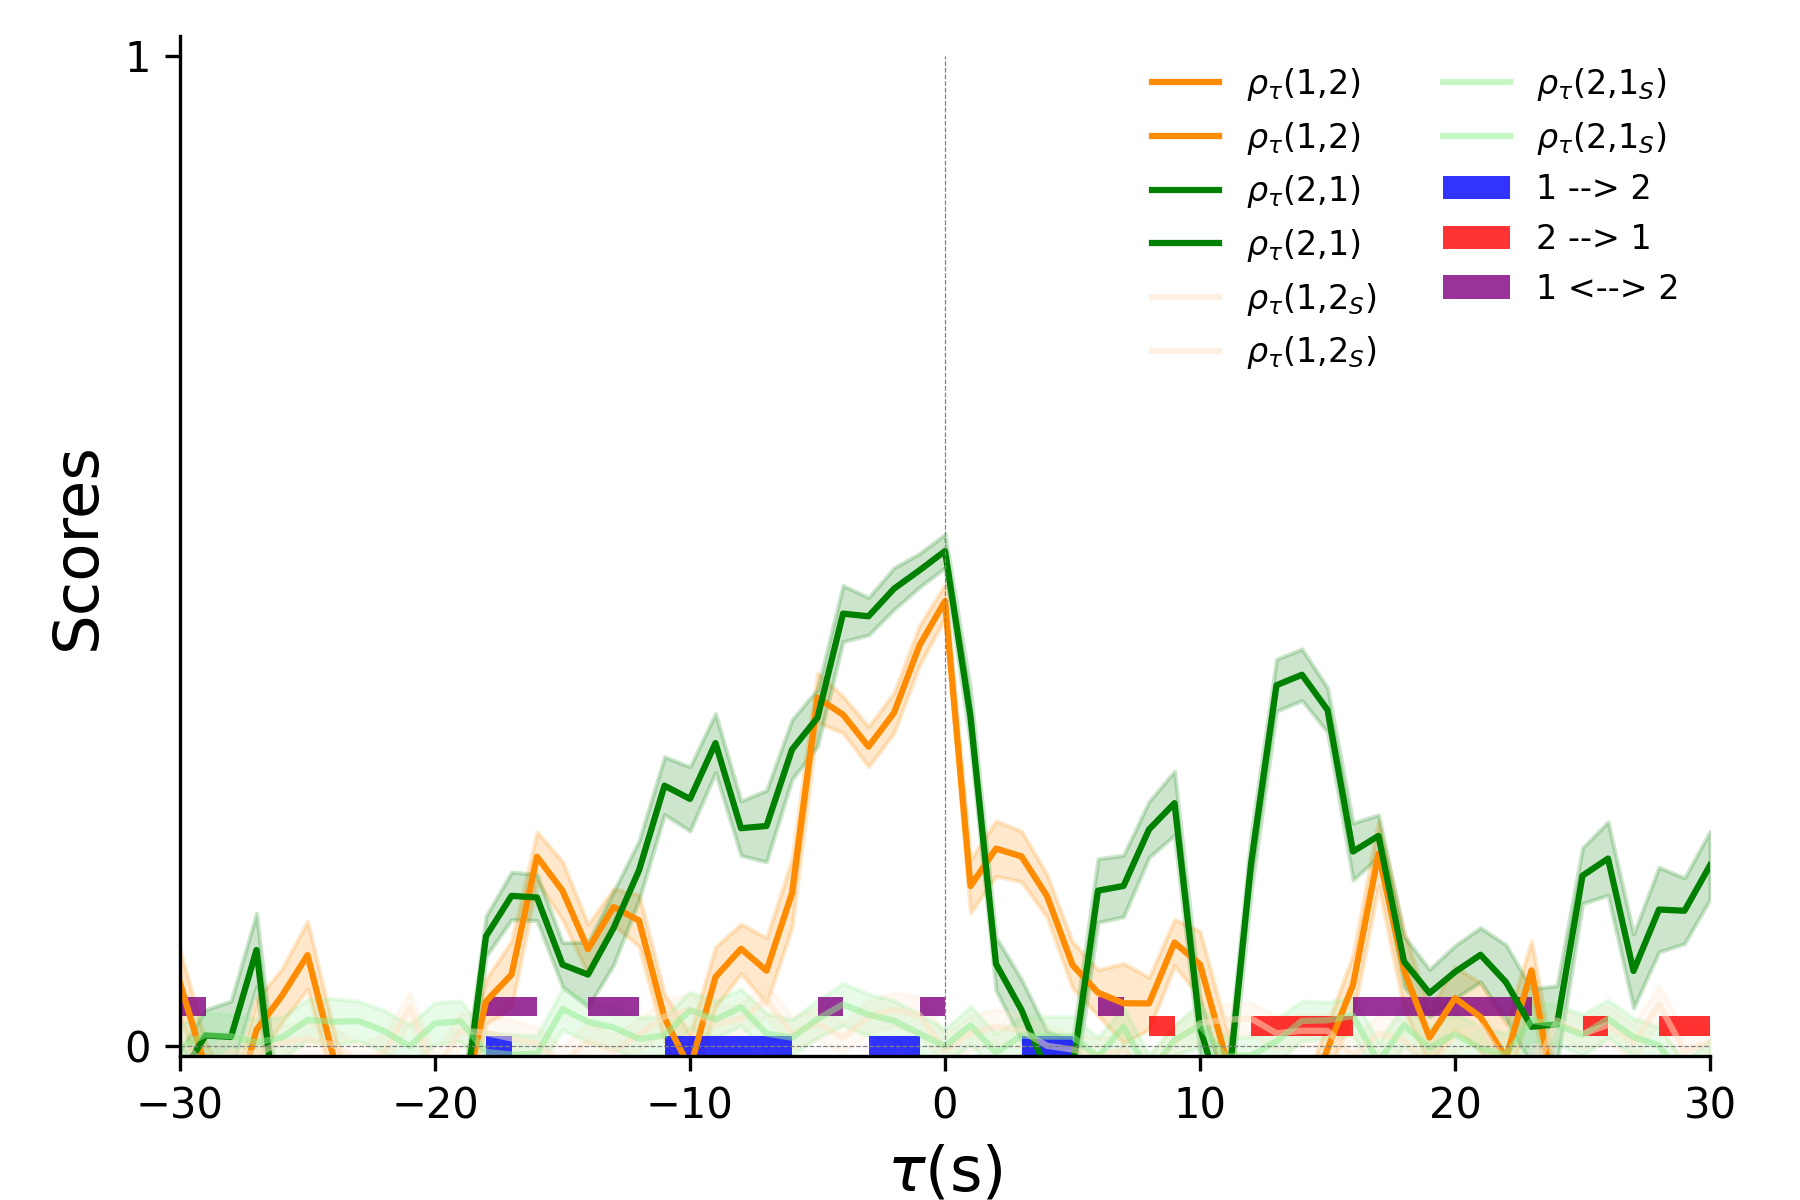 1
ρτ(1,2)
ρτ(1,2)
ρτ(2,1)
ρτ(2,1)
ρτ(1,2S)
ρτ(1,2S)
ρτ(2,1S)
ρτ(2,1S)
1 --> 2
2 --> 1
1 <--> 2
Scores
0
−30 −20 −10 0 10 20 30
τ(s)